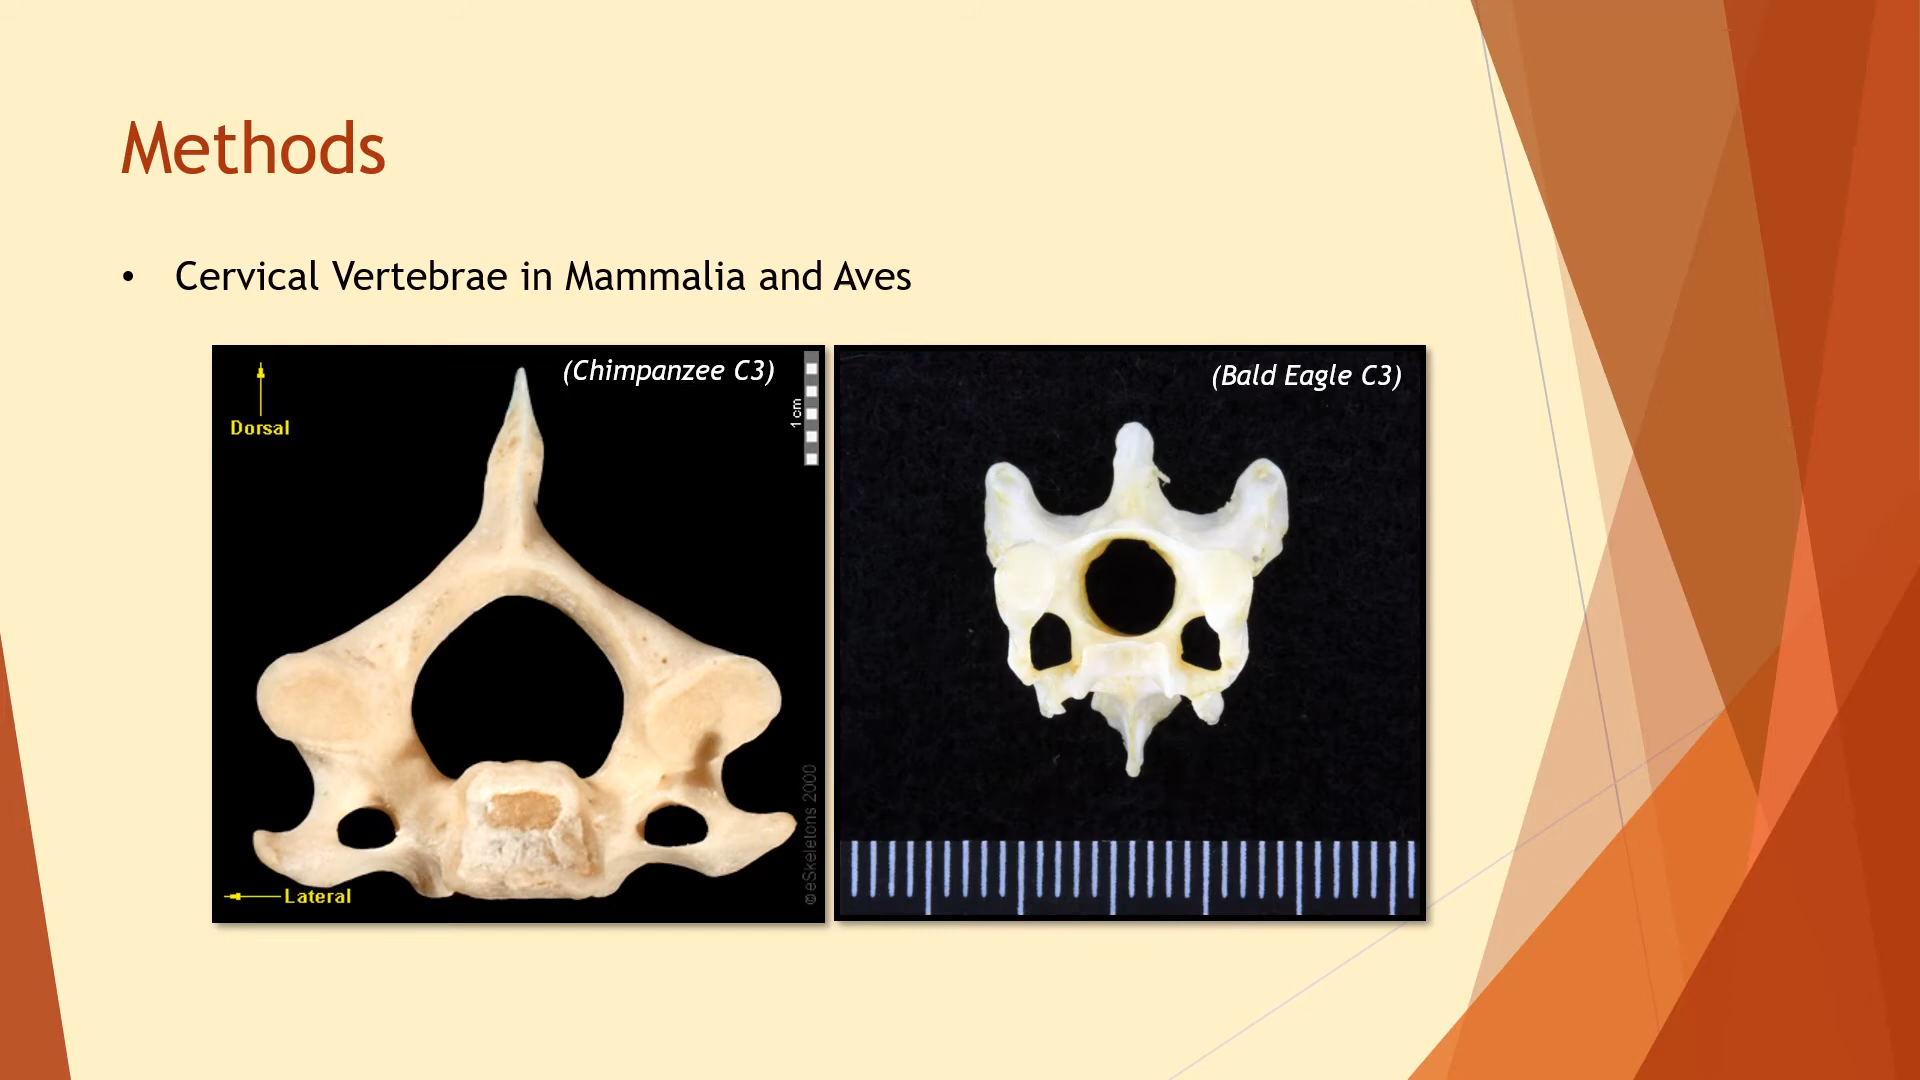 Methods
• Cervical Vertebrae in Mammalia and Aves
(Chimpanzee C3)
Dorsal
1 cm
Lateral
© eSkeletons 2000
(Bald Eagle C3)